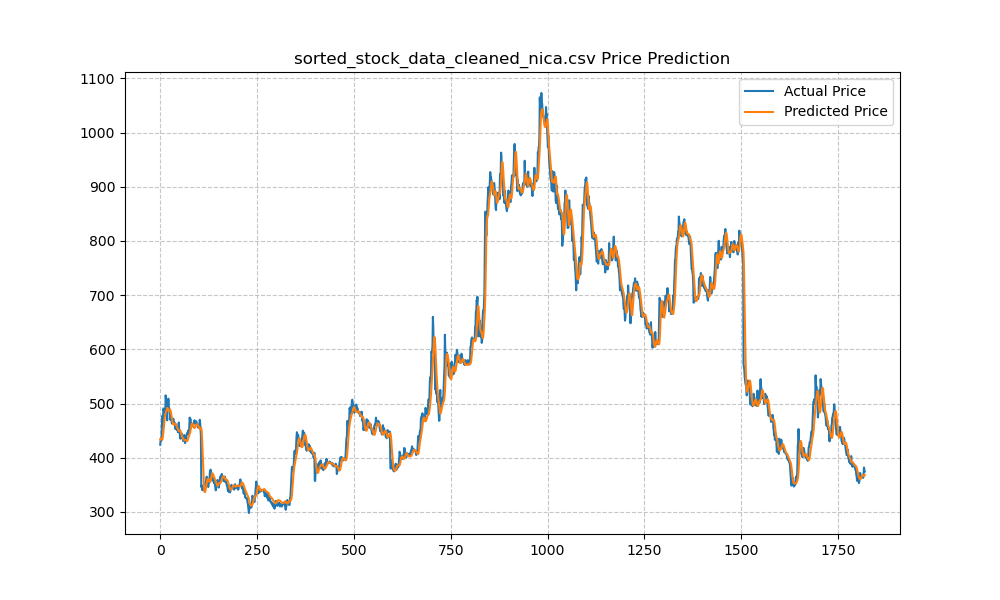 sorted_stock_data_cleaned_nica.csv Price Prediction
Actual Price
Predicted Price
1100
1000
900
800
700
600
500
400
300
0 250 500 750 1000 1250 1500 1750